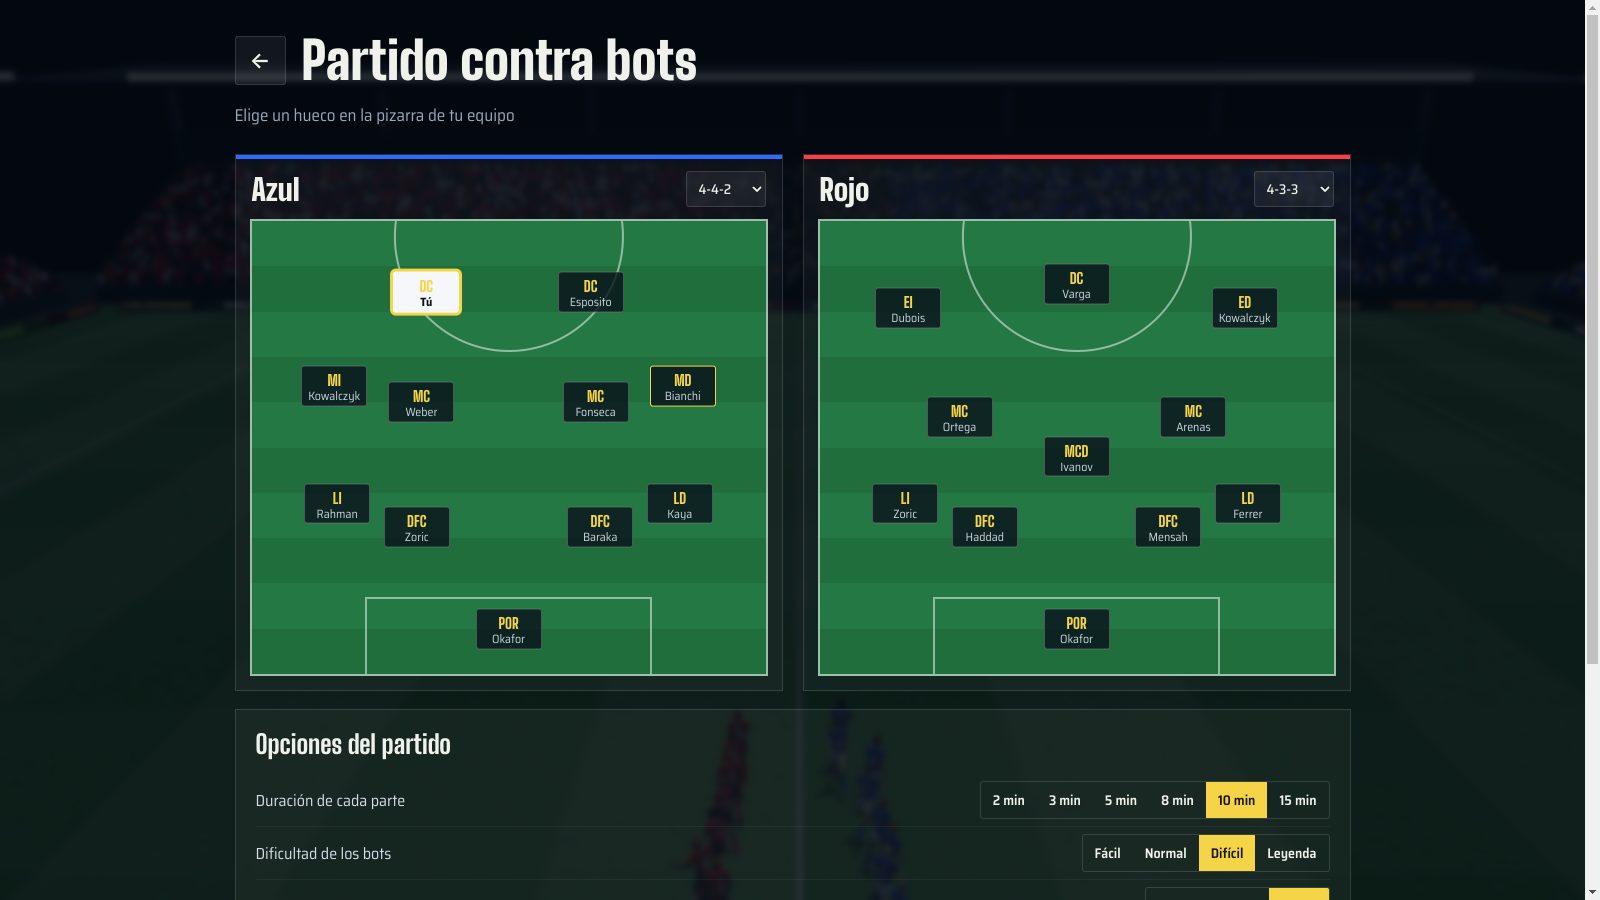 Partido contra bots
Elige un hueco en la pizarra de tu equipo
Azul
4-4-2
DC
Tú
DC
Esposito
MI
Kowalczyk
MC
Weber
MC
Fonseca
MD
Bianchi
LI
Rahman
DFC
Zoric
DFC
Baraka
LD
Kaya
POR
Okafor
Rojo
4-3-3
EI
Dubois
DC
Varga
ED
Kowalczyk
MC
Ortega
MCD
Ivanov
MC
Arenas
LI
Zoric
DFC
Haddad
DFC
Mensah
LD
Ferrer
POR
Okafor
Opciones del partido
Duración de cada parte
2 min 3 min 5 min 8 min 10 min 15 min
Dificultad de los bots
Fácil Normal Difícil Leyenda